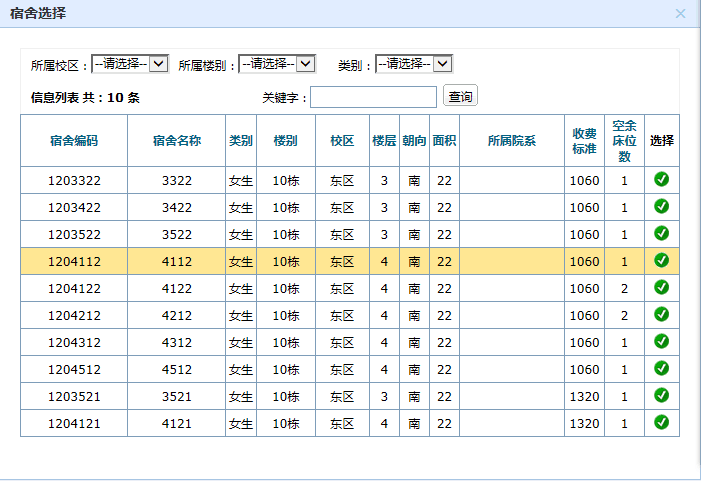 宿舍选择
所属校区：--请选择-- 所属楼别：--请选择-- 类别：--请选择--
信息列表 共：10 条 关键字： 查询
宿舍编码 宿舍名称 类别 楼别 校区 楼层 朝向 面积 所属院系 收费标准 空余床位数 选择
1203322 3322 女生 10栋 东区 3 南 22 1060 1
1203422 3422 女生 10栋 东区 3 南 22 1060 1
1203522 3522 女生 10栋 东区 3 南 22 1060 1
1204112 4112 女生 10栋 东区 4 南 22 1060 1
1204122 4122 女生 10栋 东区 4 南 22 1060 2
1204212 4212 女生 10栋 东区 4 南 22 1060 2
1204312 4312 女生 10栋 东区 4 南 22 1060 1
1204512 4512 女生 10栋 东区 4 南 22 1060 1
1203521 3521 女生 10栋 东区 3 南 22 1320 1
1204121 4121 女生 10栋 东区 4 南 22 1320 1